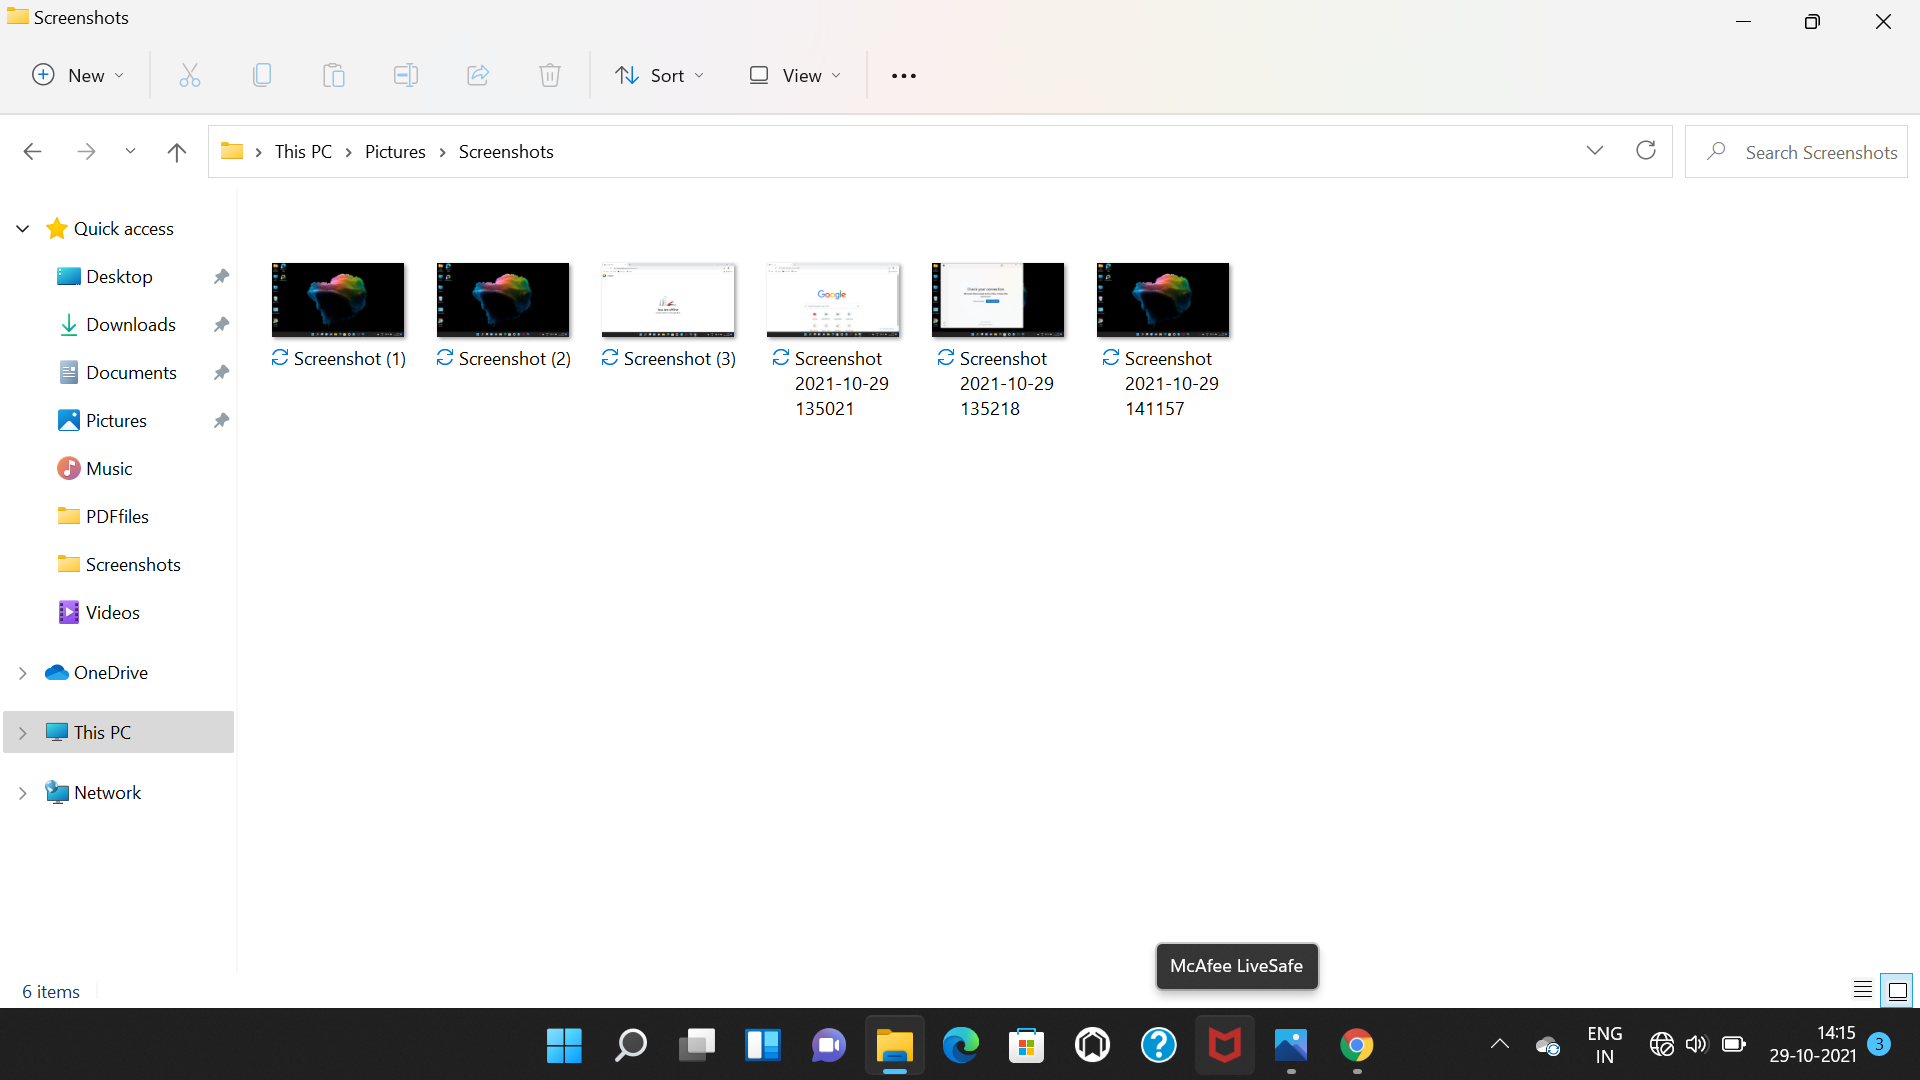 Screenshots
New
Sort
View
This PC
Pictures
Screenshots
Search Screenshots
Quick access
Desktop
Downloads
Documents
Pictures
Music
PDFfiles
Screenshots
Videos
OneDrive
This PC
Network
Google
Screenshot (1)
Screenshot (2)
Screenshot (3)
Screenshot
2021-10-29
135021
Screenshot
2021-10-29
135218
Screenshot
2021-10-29
141157
McAfee LiveSafe
6 items
ENG
IN
14:15
29-10-2021
3